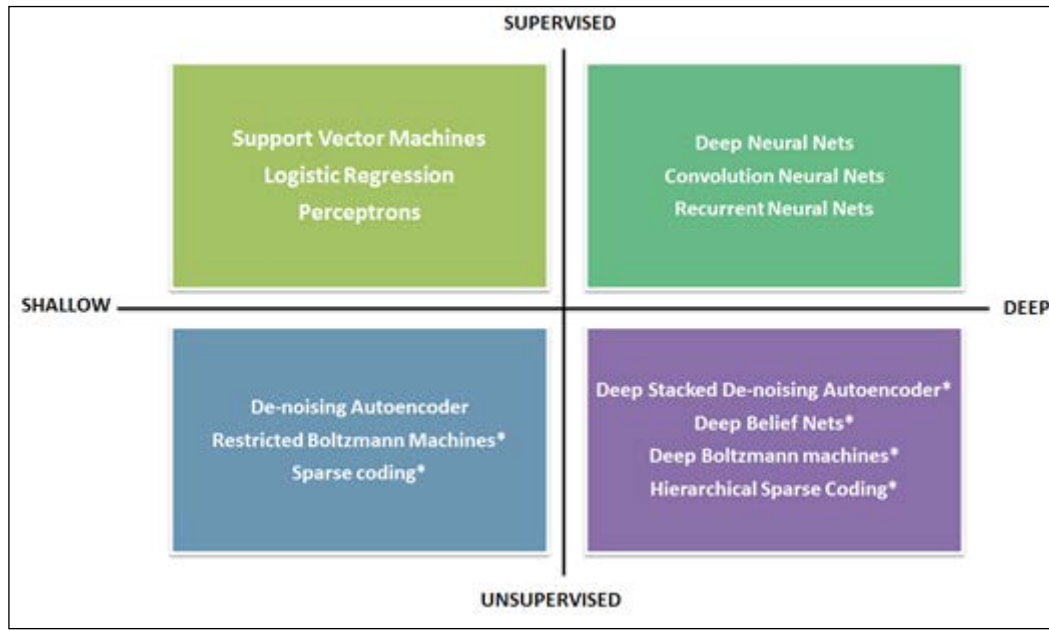 SUPERVISED
Support Vector Machines
Logistic Regression
Perceptrons
Deep Neural Nets
Convolution Neural Nets
Recurrent Neural Nets
SHALLOW
DEEP
De-noising Autoencoder
Restricted Boltzmann Machines*
Sparse coding*
Deep Stacked De-noising Autoencoder*
Deep Belief Nets*
Deep Boltzmann machines*
Hierarchical Sparse Coding*
UNSUPERVISED